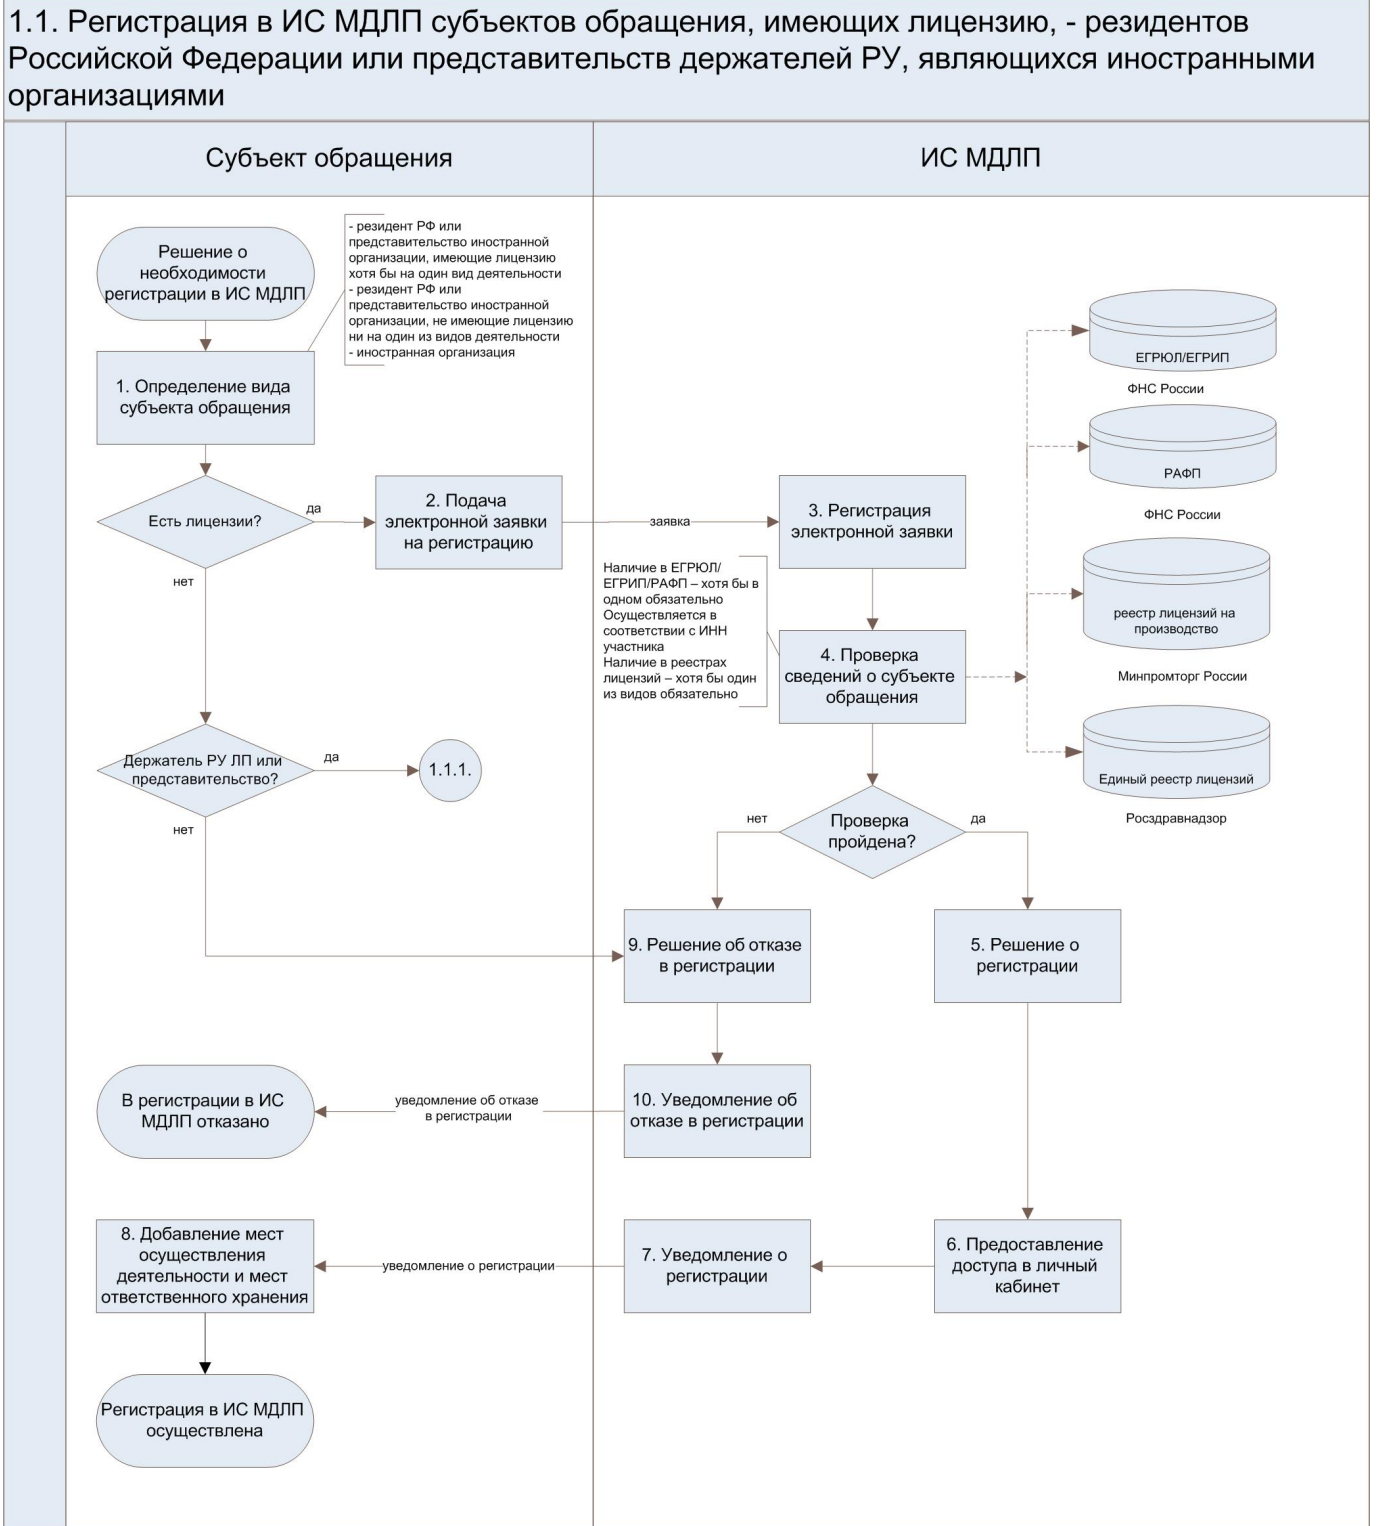 1.1. Регистрация в ИС МДЛП субъектов обращения, имеющих лицензию, - резидентов
Российской Федерации или представительств держателей РУ, являющихся иностранными
организациями
Субъект обращения
ИС МДЛП
Решение о
необходимости
регистрации в ИС МДЛП
- резидент РФ или
представительство иностранной
организации, имеющие лицензию
хотя бы на один вид деятельности
- резидент РФ или
представительство иностранной
организации, не имеющие лицензию
ни на один из видов деятельности
- иностранная организация
1. Определение вида
субъекта обращения
Есть лицензии?
да
нет
2. Подача
электронной заявки
на регистрацию
заявка
3. Регистрация
электронной заявки
Наличие в ЕГРЮЛ/
ЕГРИП/РАФП – хотя бы в
одном обязательно
Осуществляется в
соответствии с ИНН
участника
Наличие в реестрах
лицензий – хотя бы один
из видов обязательно
4. Проверка
сведений о субъекте
обращения
ЕГРЮЛ/ЕГРИП
ФНС России
РАФП
ФНС России
реестр лицензий на
производство
Минпромторг России
Единый реестр лицензий
Росздравнадзор
Держатель РУ ЛП или
представительство?
да
1.1.1.
нет
Проверка
пройдена?
нет
да
9. Решение об отказе
в регистрации
5. Решение о
регистрации
10. Уведомление об
отказе в регистрации
уведомление об отказе
в регистрации
В регистрации в ИС
МДЛП отказано
6. Предоставление
доступа в личный
кабинет
7. Уведомление о
регистрации
уведомление о регистрации
8. Добавление мест
осуществления
деятельности и мест
ответственного хранения
Регистрация в ИС МДЛП
осуществлена